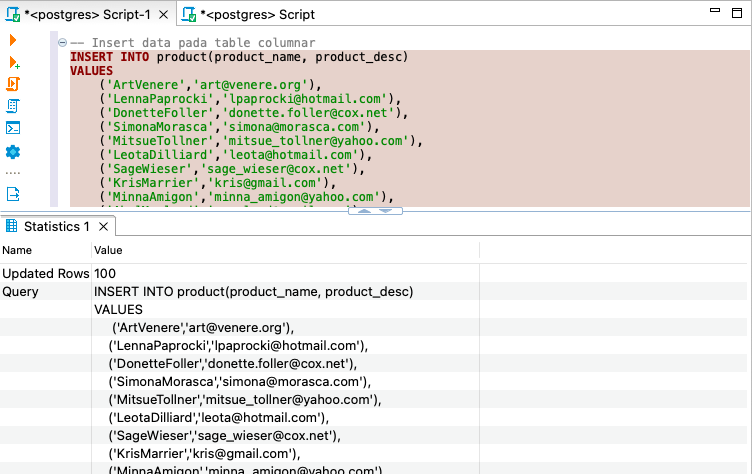 *<postgres> Script-1
*<postgres> Script
-- Insert data pada table columnar
INSERT INTO product(product_name, product_desc)
VALUES
('ArtVenere','art@venere.org'),
('LennaPaprocki','lpaprocki@hotmail.com'),
('DonetteFoller','donette.foller@cox.net'),
('SimonaMorasca','simona@morasca.com'),
('MitsueTollner','mitsue_tollner@yahoo.com'),
('LeotaDilliard','leota@hotmail.com'),
('SageWieser','sage_wieser@cox.net'),
('KrisMarrier','kris@gmail.com'),
('MinnaAmigon','minna_amigon@yahoo.com'),
Statistics 1
Name Value
Updated Rows 100
Query INSERT INTO product(product_name, product_desc)
VALUES
('ArtVenere','art@venere.org'),
('LennaPaprocki','lpaprocki@hotmail.com'),
('DonetteFoller','donette.foller@cox.net'),
('SimonaMorasca','simona@morasca.com'),
('MitsueTollner','mitsue_tollner@yahoo.com'),
('LeotaDilliard','leota@hotmail.com'),
('SageWieser','sage_wieser@cox.net'),
('KrisMarrier','kris@gmail.com'),
('MinnaAmigon','minna_amigon@yahoo.com'),